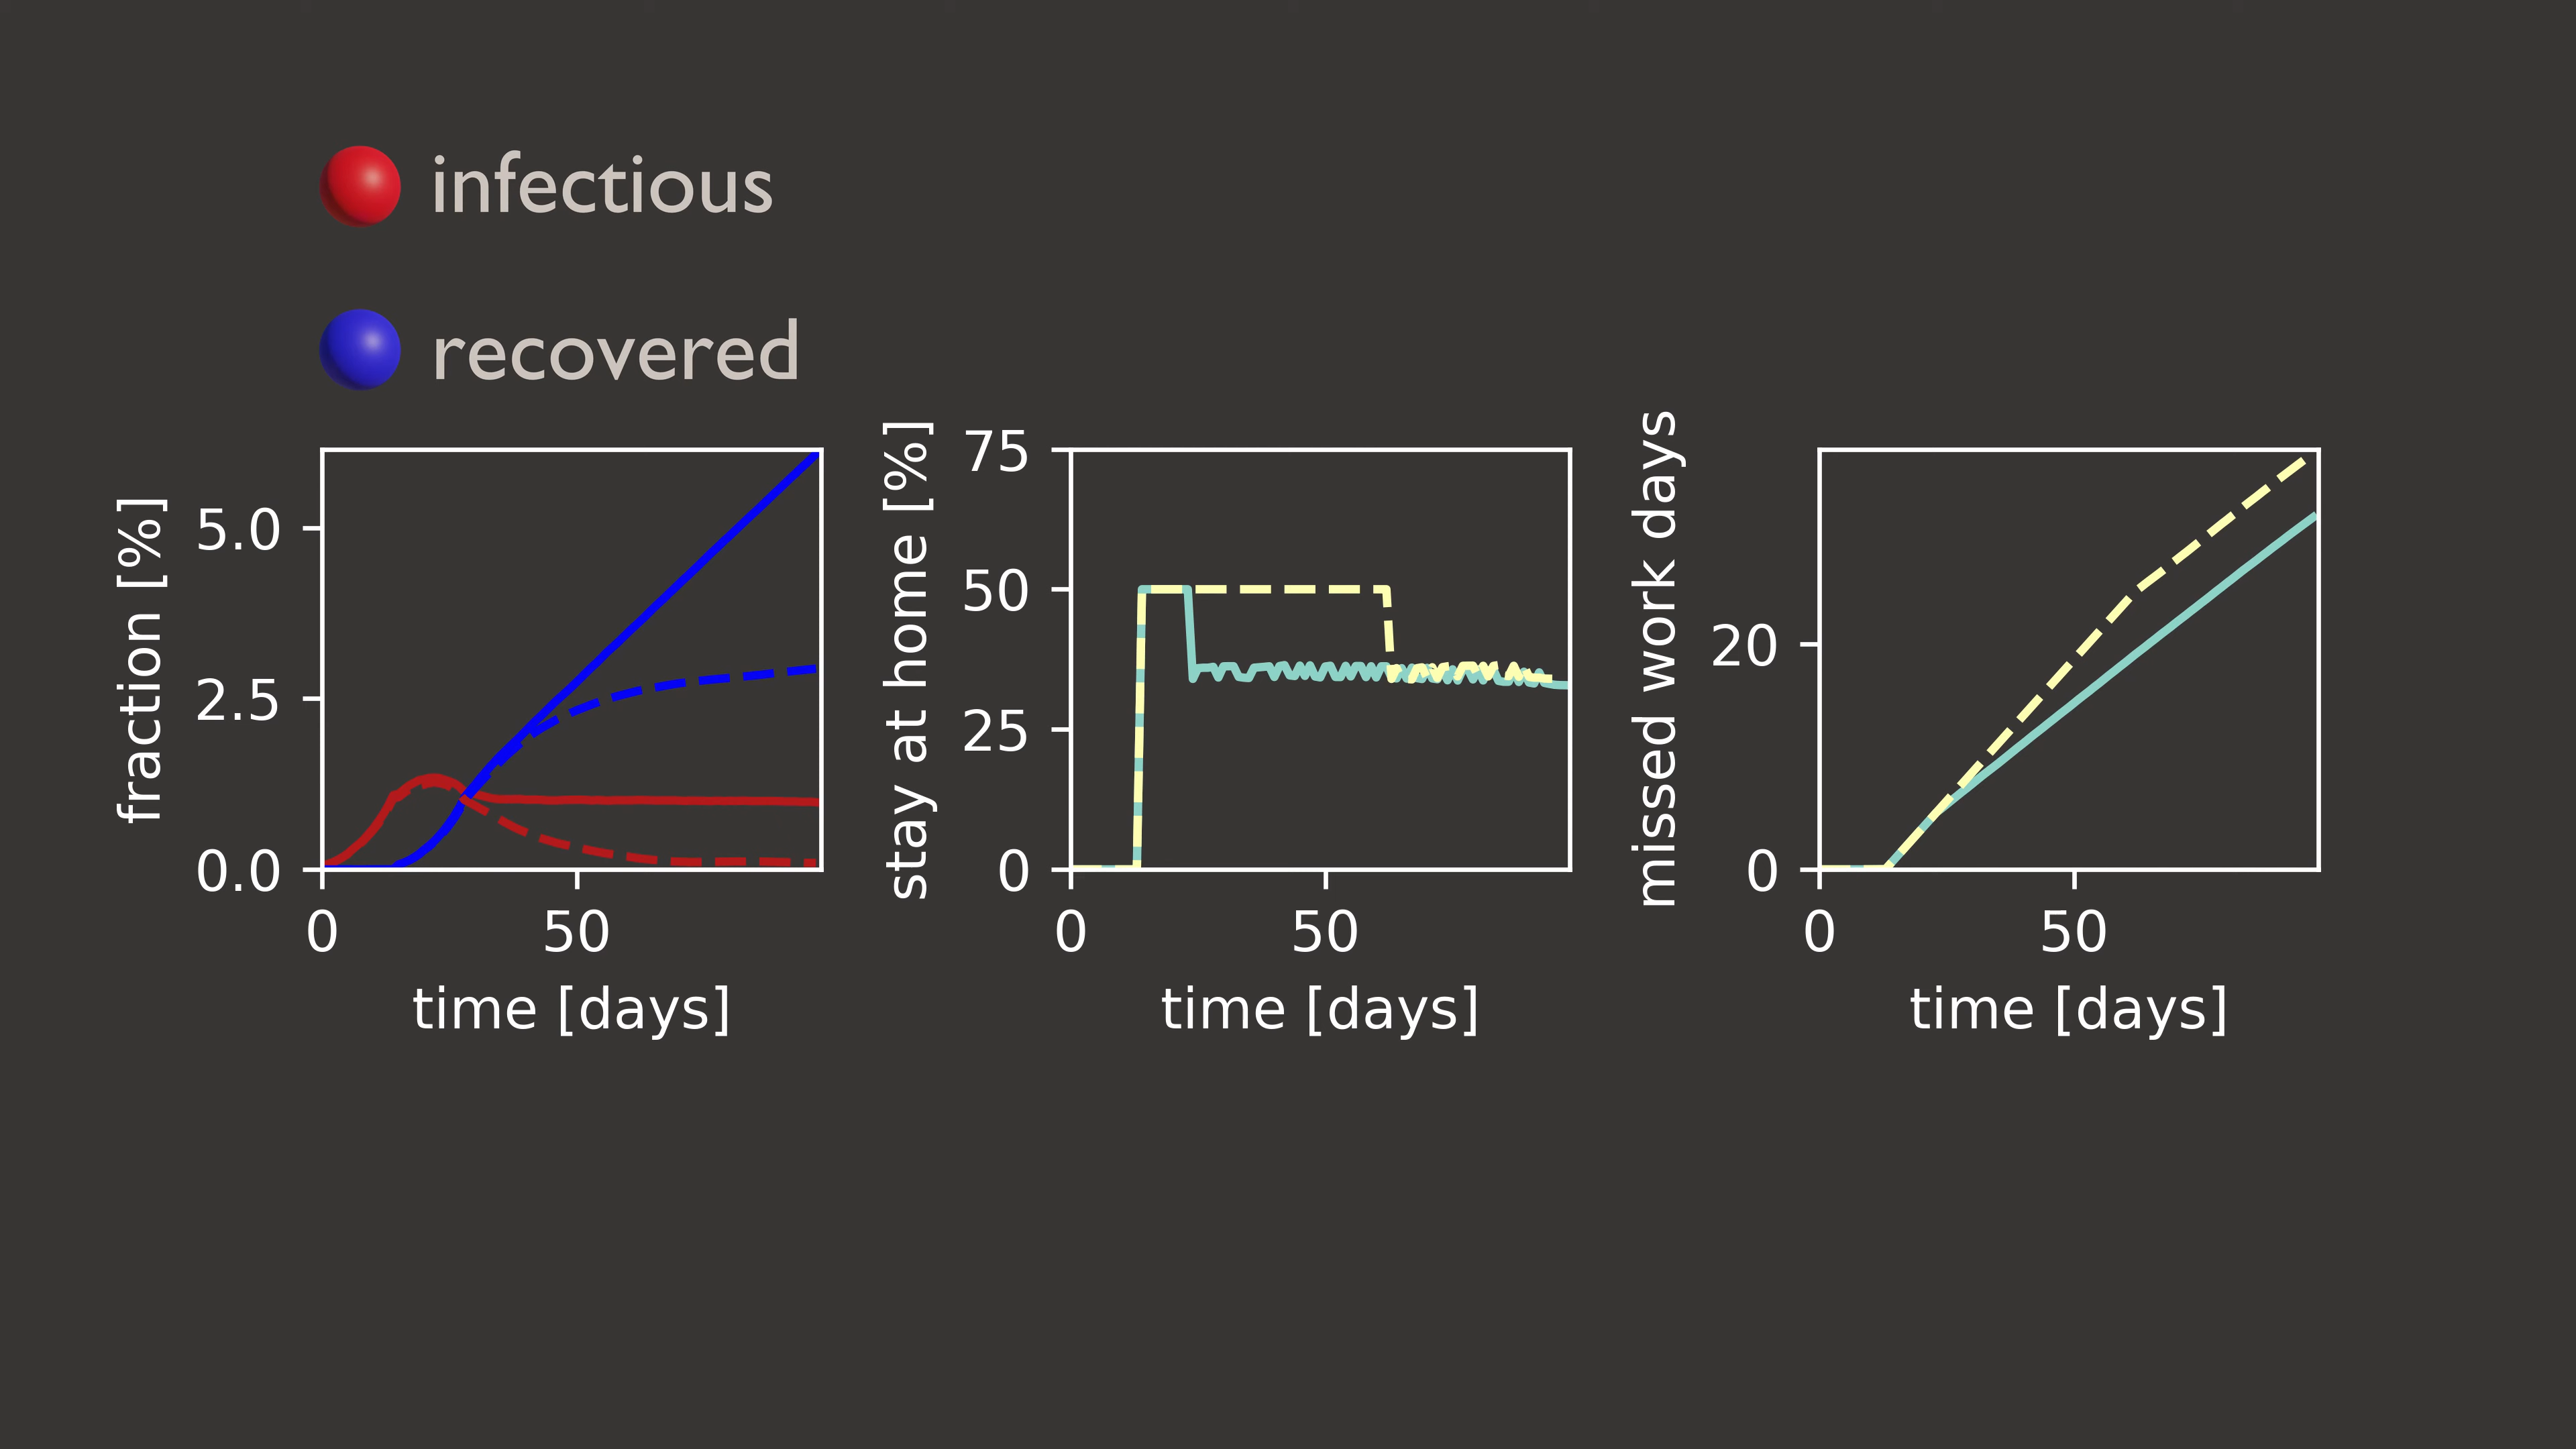 infectious
recovered
fraction [%]
5.0
2.5
0.0
0
50
time [days]
stay at home [%]
75
50
25
0
0
50
time [days]
missed work days
20
0
0
50
time [days]